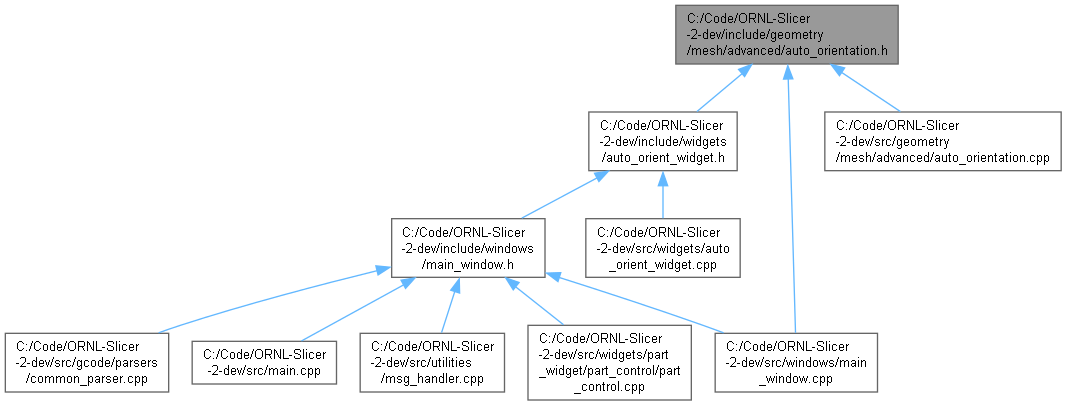 C:/Code/ORNL-Slicer
-2-dev/include/geometry
/mesh/advanced/auto_orientation.h
C:/Code/ORNL-Slicer
-2-dev/include/widgets
/auto_orient_widget.h
C:/Code/ORNL-Slicer
-2-dev/src/geometry
/mesh/advanced/auto_orientation.cpp
C:/Code/ORNL-Slicer
-2-dev/include/windows
/main_window.h
C:/Code/ORNL-Slicer
-2-dev/src/widgets/auto
_orient_widget.cpp
C:/Code/ORNL-Slicer
-2-dev/src/gcode/parsers
/common_parser.cpp
C:/Code/ORNL-Slicer
-2-dev/src/main.cpp
C:/Code/ORNL-Slicer
-2-dev/src/utilities
/msg_handler.cpp
C:/Code/ORNL-Slicer
-2-dev/src/widgets/part
_widget/part_control/part
_control.cpp
C:/Code/ORNL-Slicer
-2-dev/src/windows/main
_window.cpp